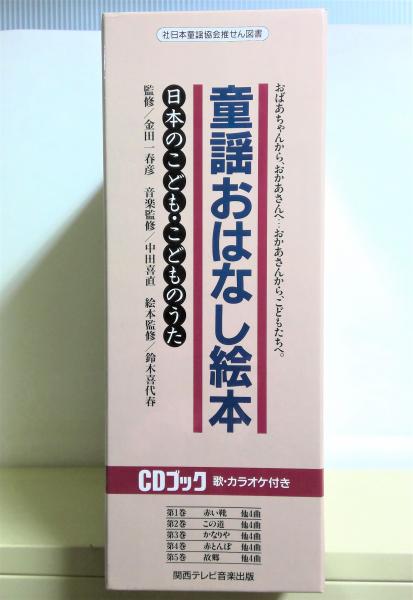 社日本童謡協会推せん図書
おばあちゃんから、おかあさんへ…おかあさんから、こどもたちへ。
童謡おはなし絵本
日本のこども・こどものうた
監修/金田一春彦 音楽監修/中田喜直 絵本監修/鈴木喜代春
CDブック 歌・カラオケ付き
第1巻 赤い靴 他4曲
第2巻 この道 他4曲
第3巻 かなりや 他4曲
第4巻 赤とんぼ 他4曲
第5巻 故郷 他4曲
関西テレビ音楽出版